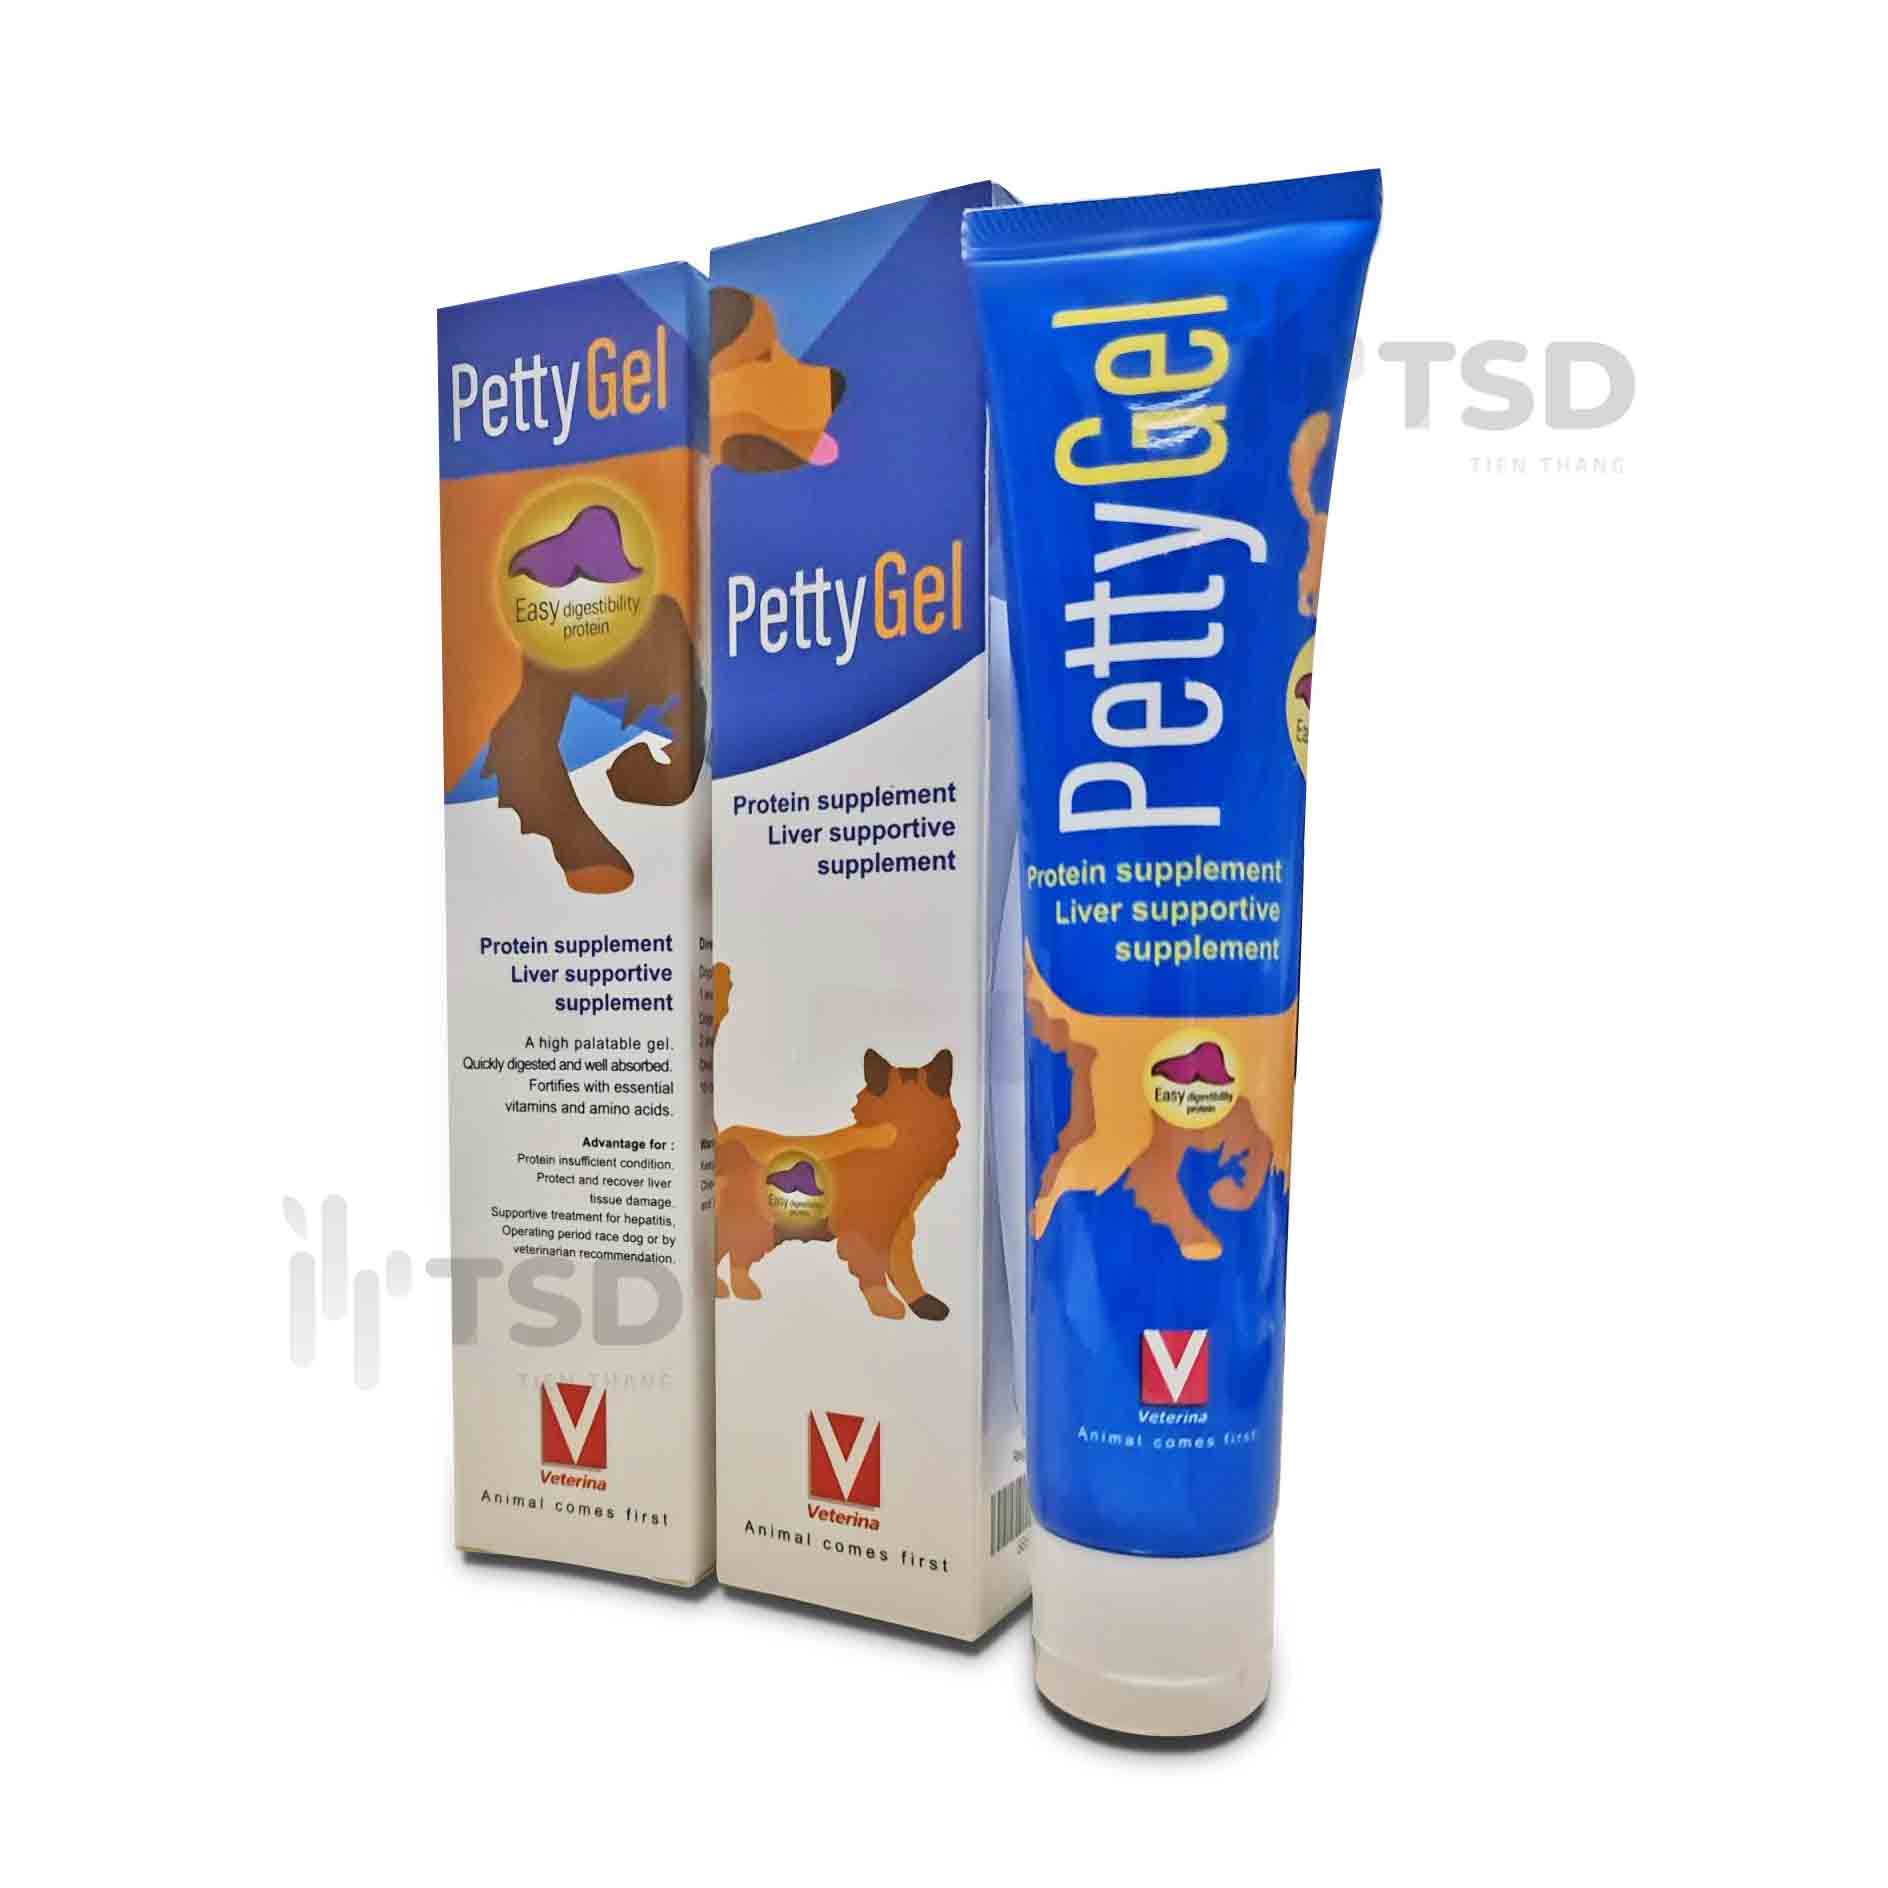 PettyGel
Easy digestibility
protein
Protein supplement
Liver supportive
supplement
A high palatable gel.
Quickly digested and well absorbed.
Fortifies with essential
vitamins and amino acids.
Advantage for :
Protein insufficient condition.
Protect and recover liver
tissue damage.
Supportive treatment for hepatitis,
Operating period race dog or by
veterinarian recommendation.
V
Veterina
Animal comes first
PettyGel
Protein supplement
Liver supportive
supplement
Easy digestibility
protein
V
Veterina
Animal comes first
PettyGel
Protein supplement
Liver supportive
supplement
Easy digestibility
protein
V
Veterina
Animal comes first
TSD
TIEN THANG
TSD
TIEN THANG